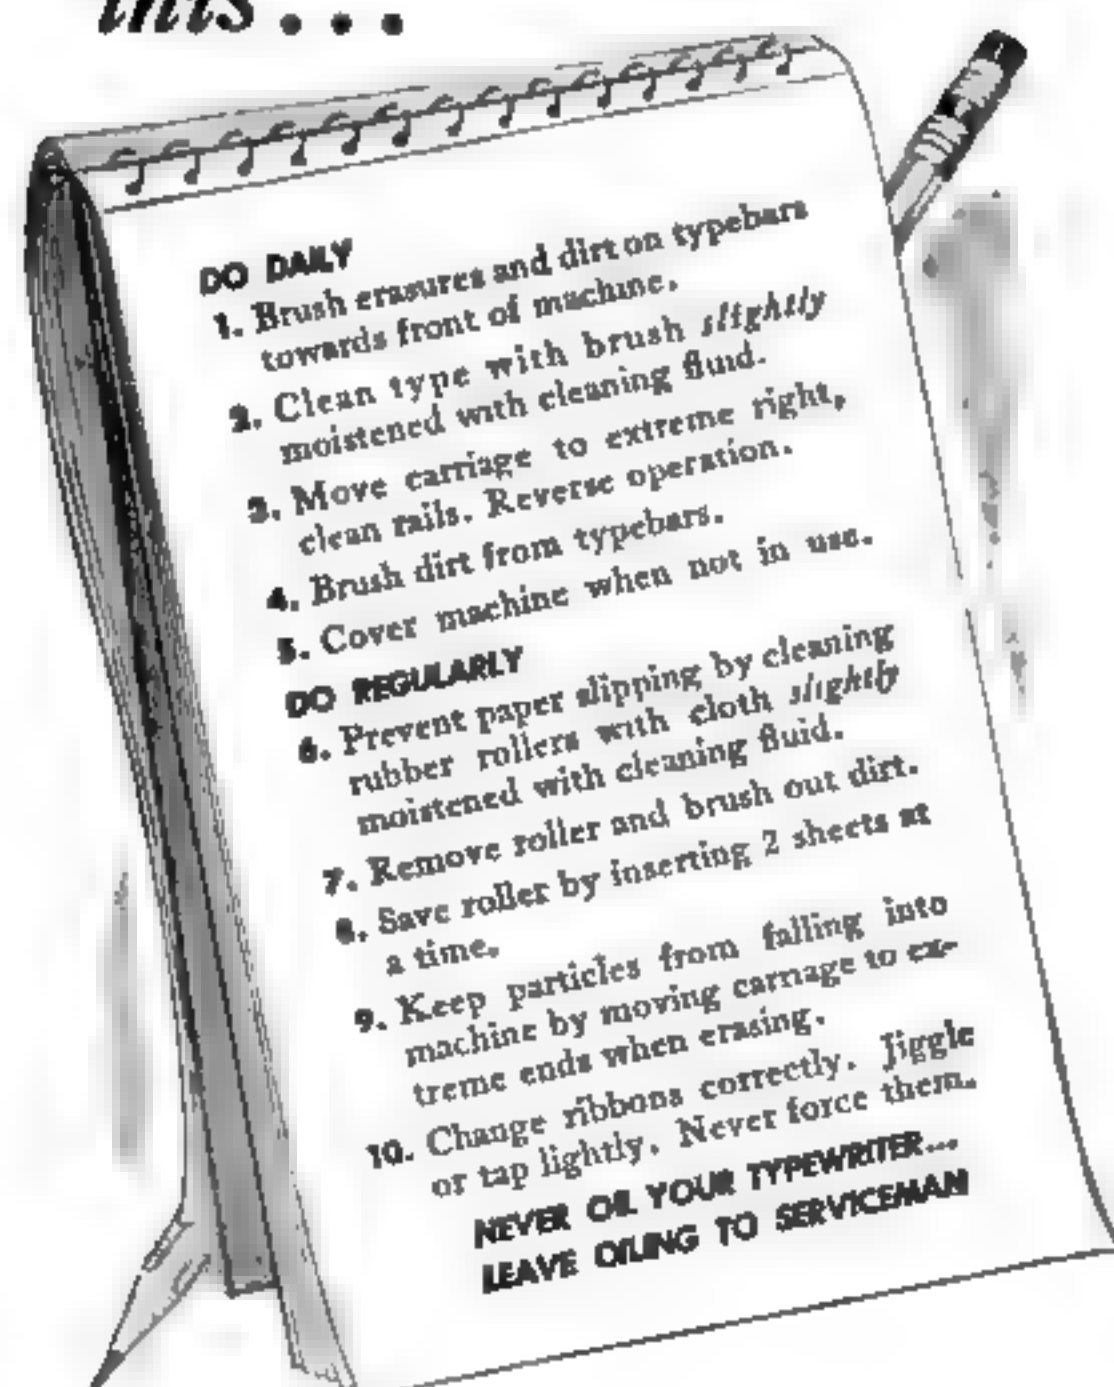 this...
DO DAILY
1. Brush erasures and dirt on typebars
towards front of machine.
2. Clean type with brush slightly
moistened with cleaning fluid.
3. Move carriage to extreme right,
clean rails. Reverse operation.
4. Brush dirt from typebars.
5. Cover machine when not in use.
DO REGULARLY
6. Prevent paper slipping by cleaning
rubber rollers with cloth slightly
moistened with cleaning fluid.
7. Remove roller and brush out dirt.
8. Save roller by inserting 2 sheets at
a time.
9. Keep particles from falling into
machine by moving carriage to ex-
treme ends when erasing.
10. Change ribbons correctly. Jiggle
or tap lightly. Never force them.
NEVER OIL YOUR TYPEWRITER...
LEAVE OILING TO SERVICEMAN